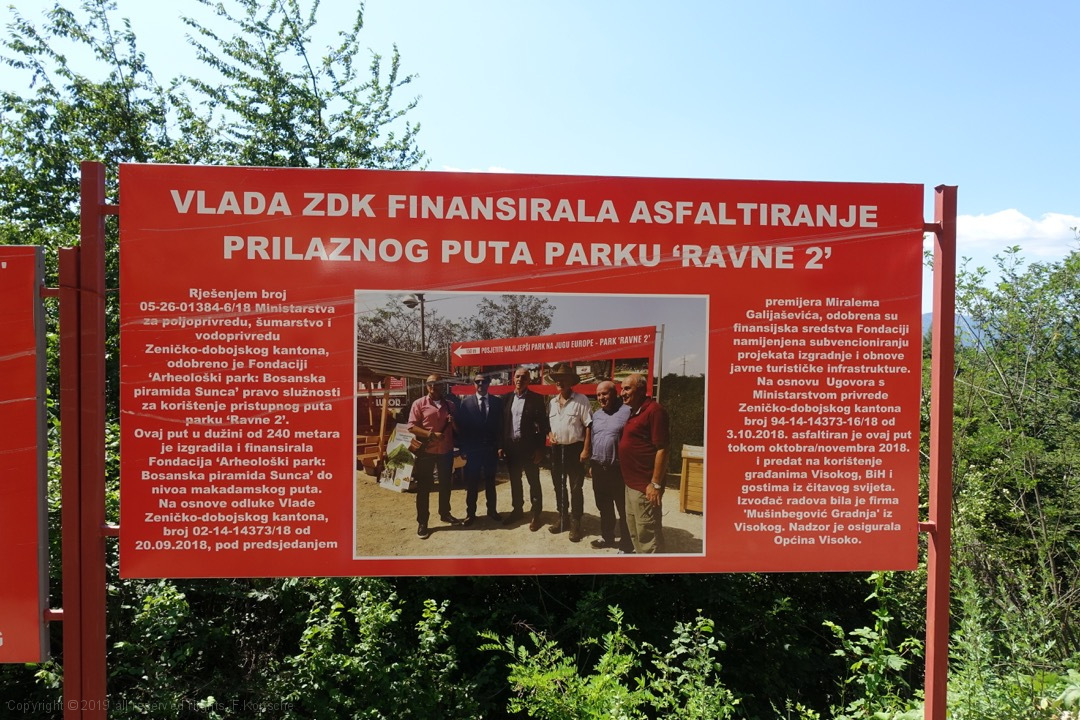 VLADA ZDK FINANSIRALA ASFALTIRANJE
PRILAZNOG PUTA PARKU ‘RAVNE 2’
Rješenjem broj
05-26-01384-6/18 Ministarstva
za poljoprivredu, šumarstvo i
vodoprivredu
Zeničko-dobojskog kantona,
odobreno je Fondaciji
‘Arheološki park: Bosanska
piramida Sunca’ pravo služnosti
za korištenje pristupnog puta
parku ‘Ravne 2’.
Ovaj put u dužini od 240 metara
je izgradila i finansirala
Fondacija ‘Arheološki park:
Bosanska piramida Sunca’ do
nivoa makadamskog puta.
Na osnove odluke Vlade
Zeničko-dobojskog kantona,
broj 02-14-14373/18 od
20.09.2018, pod predsjedanjem
POSJETITE NAJLJEPŠI PARK NA JUGU EUROPE - PARK 'RAVNE 2'
premijera Miralema
Galijaševića, odobrena su
finansijska sredstva Fondaciji
namijenjena subvencioniranju
projekata izgradnje i obnove
javne turističke infrastrukture.
Na osnovu Ugovora s
Ministarstvom privrede
Zeničko-dobojskog kantona
broj 94-14-14373-16/18 od
3.10.2018. asfaltiran je ovaj put
tokom oktobra/novembra 2018.
i predat na korištenje
građanima Visokog, BiH i
gostima iz čitavog svijeta.
Izvođač radova bila je firma
'Mušinbegović Gradnja' iz
Visokog. Nadzor je osigurala
Općina Visoko.
G
Copyright © 2019 all reserved rights, F. Korische